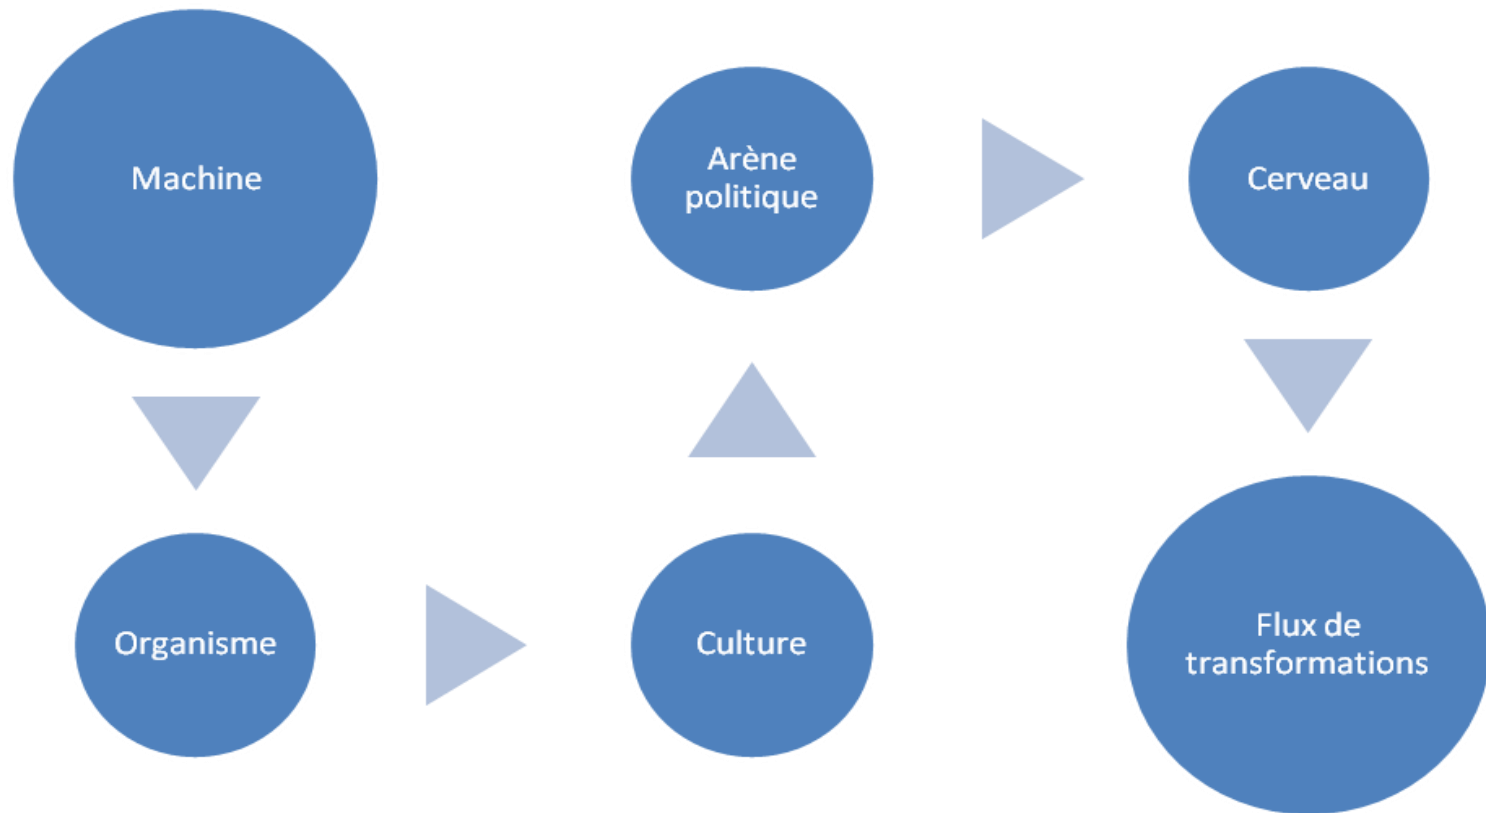 Machine
Organisme
Culture
Arène
politique
Cerveau
Flux de
transformations